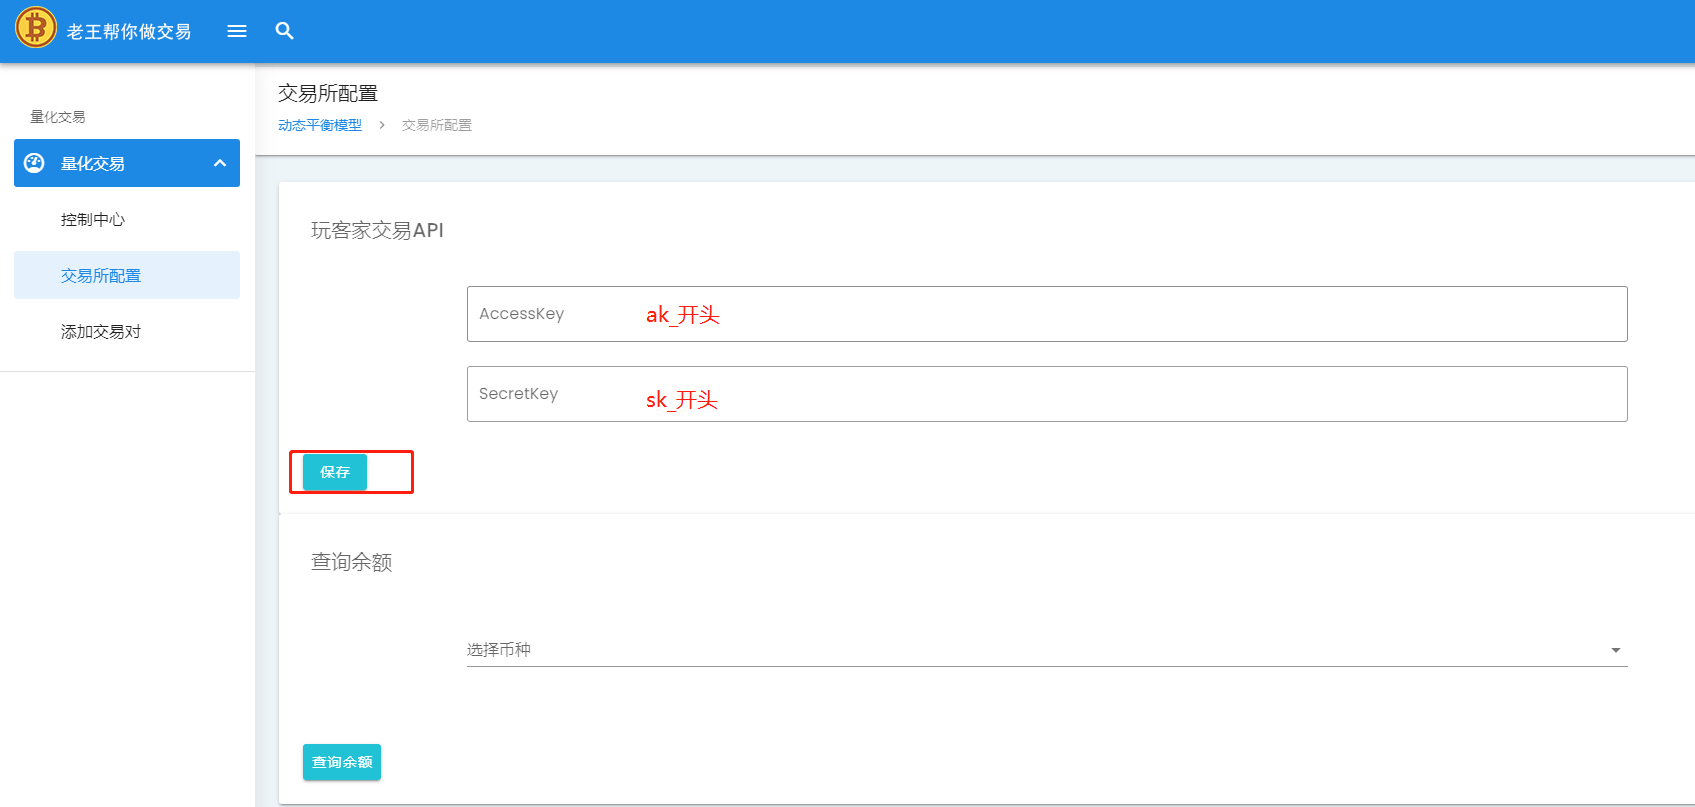 老王帮你做交易
量化交易
量化交易
控制中心
交易所配置
添加交易对
交易所配置
动态平衡模型 > 交易所配置
玩客家交易API
AccessKey ak_开头
SecretKey sk_开头
保存
查询余额
选择币种
查询余额